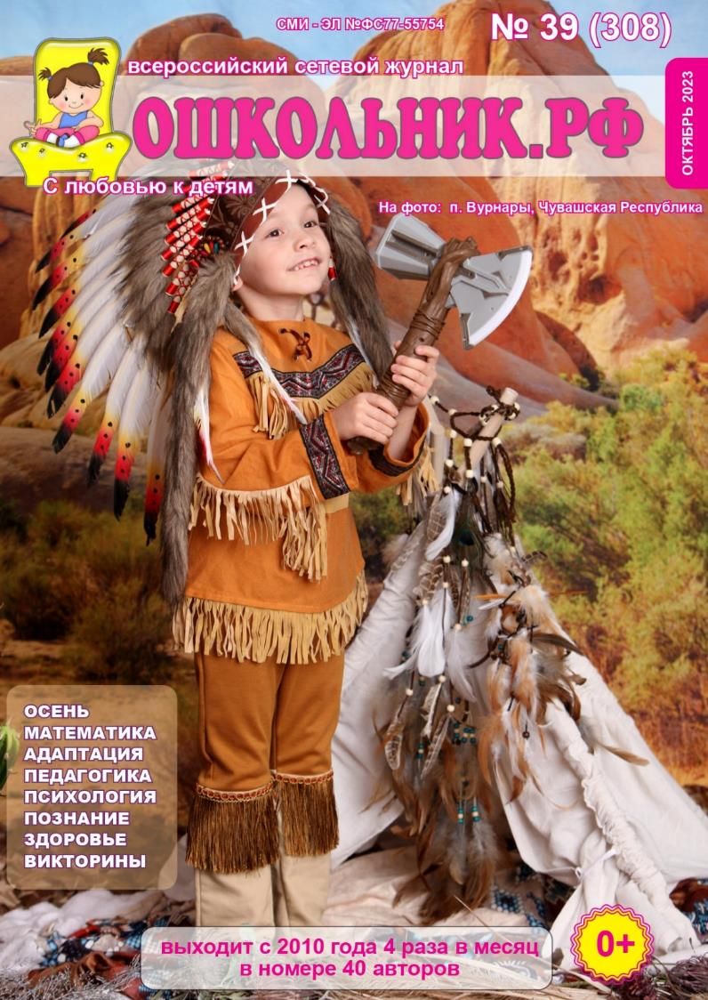 СМИ - ЭЛ №ФС77-55754
№ 39 (308)
всероссийский сетевой журнал
ДОШКОЛЬНИК.РФ
ОКТЯБРЬ 2023
С любовью к детям
На фото: п. Вурнары, Чувашская Республика
ОСЕНЬ
МАТЕМАТИКА
АДАПТАЦИЯ
ПЕДАГОГИКА
ПСИХОЛОГИЯ
ПОЗНАНИЕ
ЗДОРОВЬЕ
ВИКТОРИНЫ
выходит с 2010 года 4 раза в месяц
в номере 40 авторов
0+